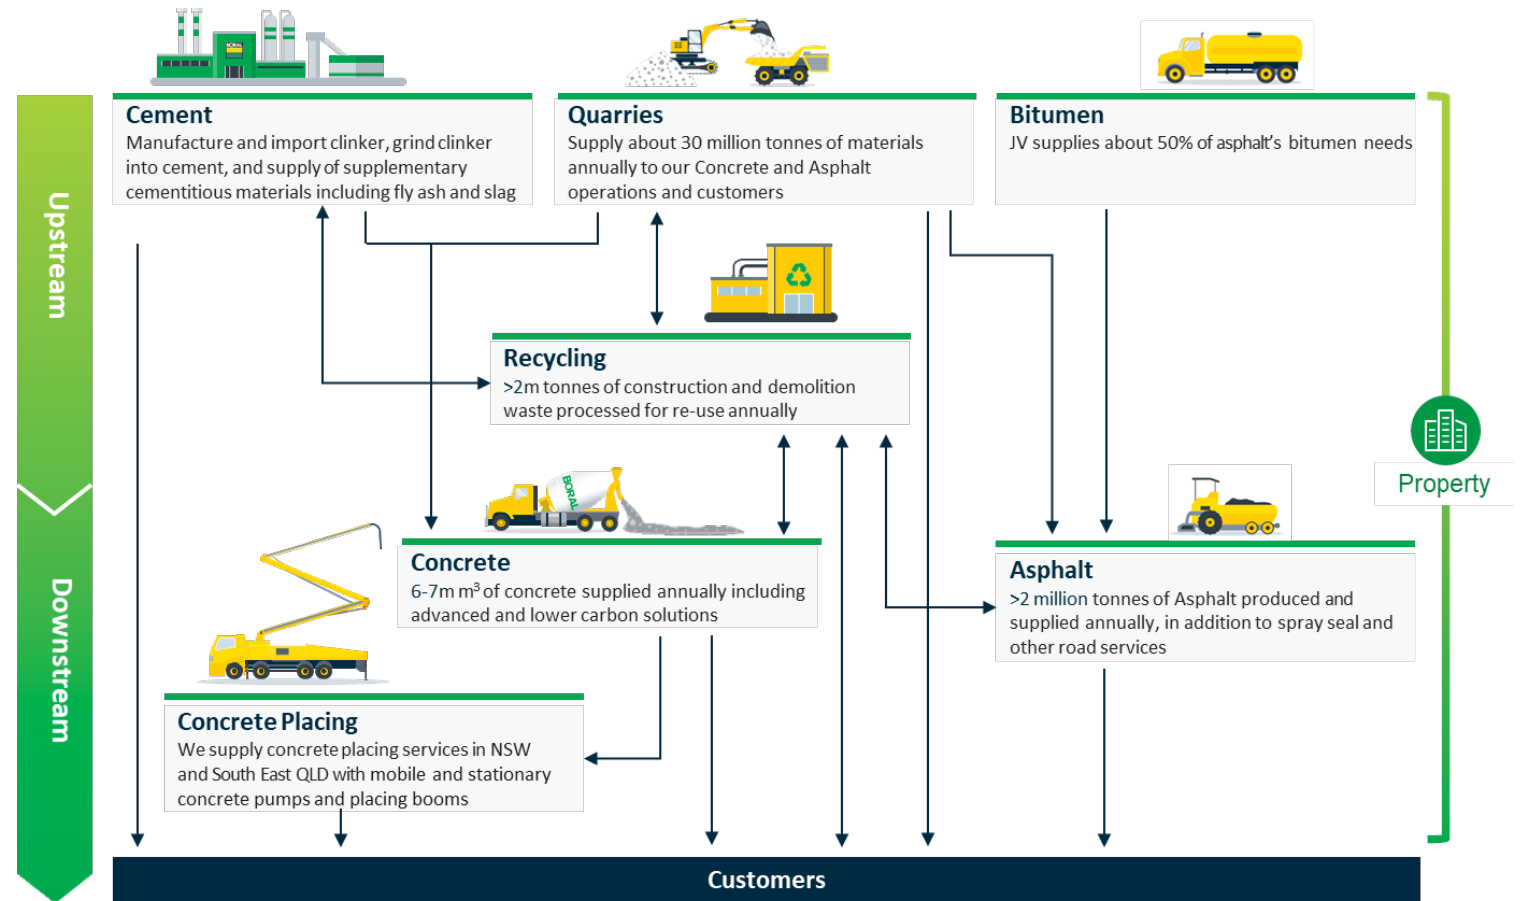 BORAL
Cement
Manufacture and import clinker, grind clinker
into cement, and supply of supplementary
cementitious materials including fly ash and slag
Quarries
Supply about 30 million tonnes of materials
annually to our Concrete and Asphalt
operations and customers
Bitumen
JV supplies about 50% of asphalt's bitumen needs
Upstream
Recycling
>2m tonnes of construction and demolition
waste processed for re-use annually
Property
BORAL
Concrete
6-7m m³ of concrete supplied annually including
advanced and lower carbon solutions
Asphalt
>2 million tonnes of Asphalt produced and
supplied annually, in addition to spray seal and
other road services
Downstream
Concrete Placing
We supply concrete placing services in NSW
and South East QLD with mobile and stationary
concrete pumps and placing booms
Customers